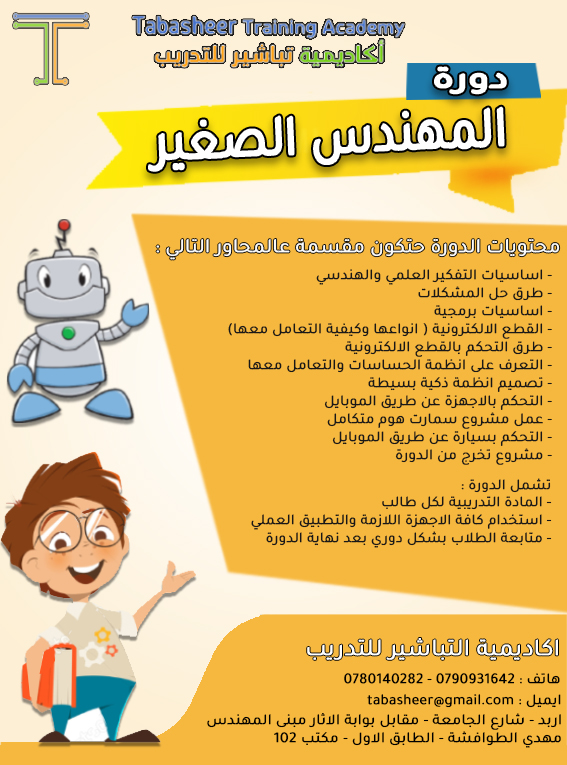 Tabasheer Training Academy
أكاديمية تباشير للتدريب
دورة
المهندس الصغير
محتويات الدورة حتكون مقسمة عالمحاور التالي :
- اساسيات التفكير العلمي والهندسي
- طرق حل المشكلات
- اساسيات برمجية
- القطع الالكترونية ( انواعها وكيفية التعامل معها)
- طرق التحكم بالقطع الالكترونية
- التعرف على انظمة الحساسات والتعامل معها
- تصميم انظمة ذكية بسيطة
- التحكم بالاجهزة عن طريق الموبايل
- عمل مشروع سمارت هوم متكامل
- التحكم بسيارة عن طريق الموبايل
- مشروع تخرج من الدورة
تشمل الدورة :
- المادة التدريبية لكل طالب
- استخدام كافة الاجهزة اللازمة والتطبيق العملي
- متابعة الطلاب بشكل دوري بعد نهاية الدورة
اكاديمية التباشير للتدريب
هاتف : 0790931642 - 0780140282
ايميل : tabasheer@gmail.com
اربد - شارع الجامعة - مقابل بوابة الاثار مبنى المهندس
مهدي الطوافشة - الطابق الاول - مكتب 102